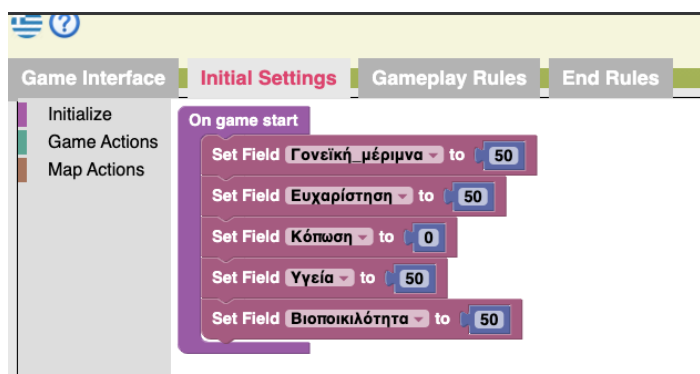 ?
Game Interface Initial Settings Gameplay Rules End Rules
Initialize
Game Actions
Map Actions
On game start
Set Field Γονεϊκή_μέριμνα to 50
Set Field Ευχαρίστηση to 50
Set Field Κόπωση to 0
Set Field Υγεία to 50
Set Field Βιοποικιλότητα to 50